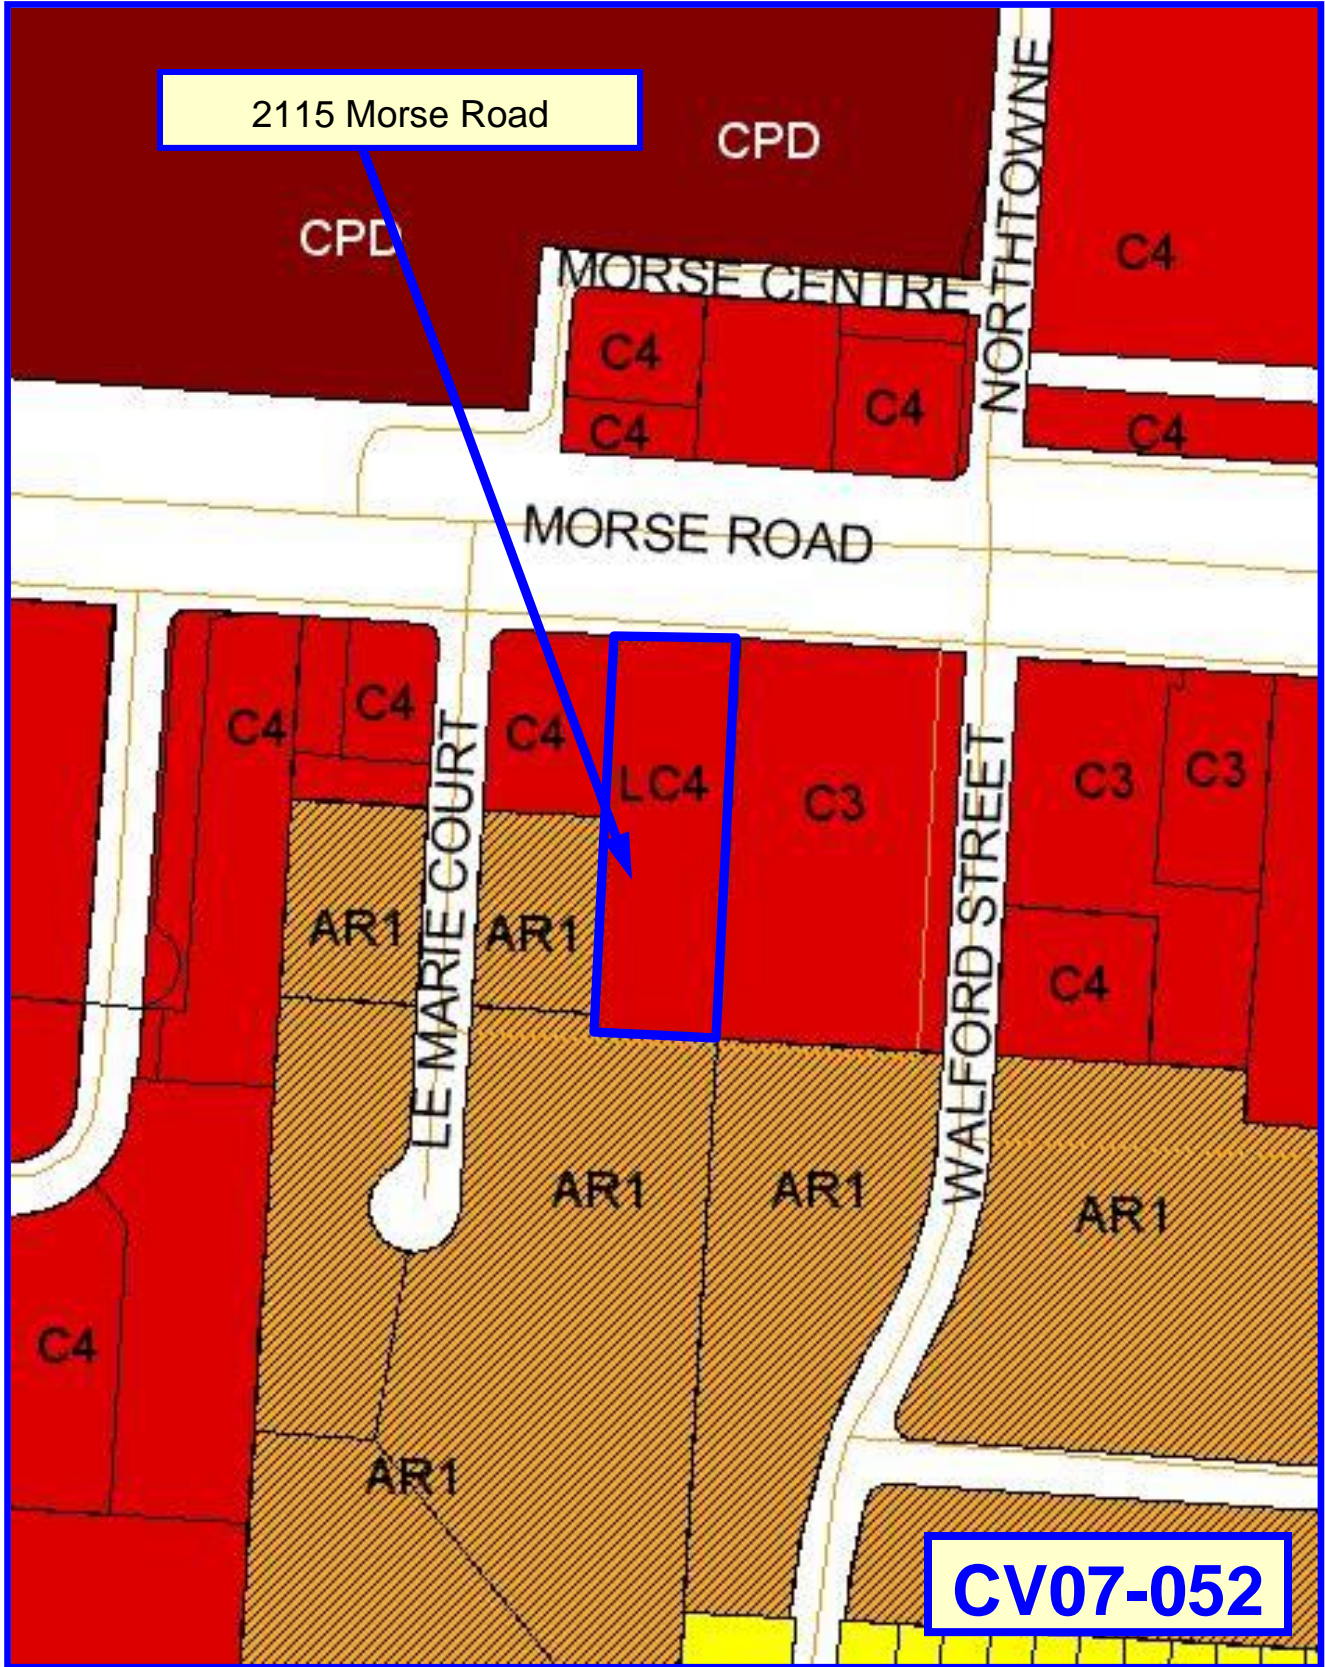 2115 Morse Road
CPD
CPD
NORTHTOWNE
C4
MORSE CENTRE
C4
C4
C4
C4
MORSE ROAD
C4
C4
C4
LC4
C3
C3
C3
LE MARIE COURT
WALFORD STREET
AR1
AR1
C4
AR1
AR1
AR1
C4
AR1
CV07-052